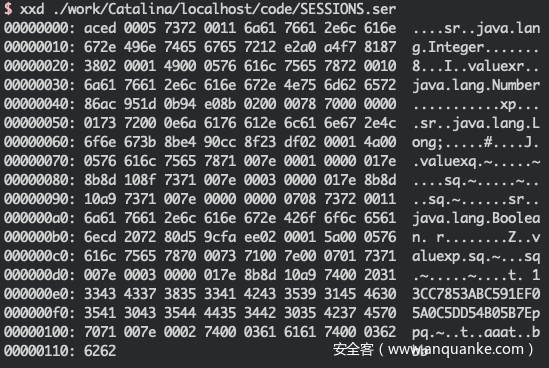 $ xxd ./work/Catalina/localhost/code/SESSIONS.ser
00000000: aced 0005 7372 0011 6a61 7661 2e6c 616e  ....sr..java.lan
00000010: 672e 496e 7465 6765 7212 e2a0 a4f7 8187  g.Integer.......
00000020: 3802 0001 4900 0576 616c 7565 7872 0010  8...I..valuexr..
00000030: 6a61 7661 2e6c 616e 672e 4e75 6d62 6572  java.lang.Number
00000040: 86ac 951d 0b94 e08b 0200 0078 7000 0000  ...........xp...
00000050: 0173 7200 0e6a 6176 612e 6c61 6e67 2e4c  .sr..java.lang.L
00000060: 6f6e 673b 8be4 90cc 8f23 df02 0001 4a00  ong;.....#....J.
00000070: 0576 616c 7565 7871 007e 0001 0000 017e  .valuexq.~.....~
00000080: 8b8d 108f 7371 007e 0003 0000 017e 8b8d  ....sq.~.....~..
00000090: 10a9 7371 007e 0000 0000 0708 7372 0011  ..sq.~......sr..
000000a0: 6a61 7661 2e6c 616e 672e 426f 6f6c 6561  java.lang.Boolea
000000b0: 6ecd 2072 80d5 9cfa ee02 0001 5a00 0576  n. r........Z..v
000000c0: 616c 7565 7870 0073 7100 7e00 0701 7371  aluexp.sq.~...sq
000000d0: 007e 0003 0000 017e 8b8d 10a9 7400 2031  .~.....~....t. 1
000000e0: 3343 4337 3835 3341 4243 3539 3145 4630  3CC7853ABC591EF0
000000f0: 3541 3043 3544 4435 3442 3035 4237 4570  5A0C5DD54B05B7Ep
00000100: 7071 007e 0002 7400 0361 6161 7400 0362  pq.~..t..aaat..b
00000110: 6262  bb
安全客(www.anquanke.com)